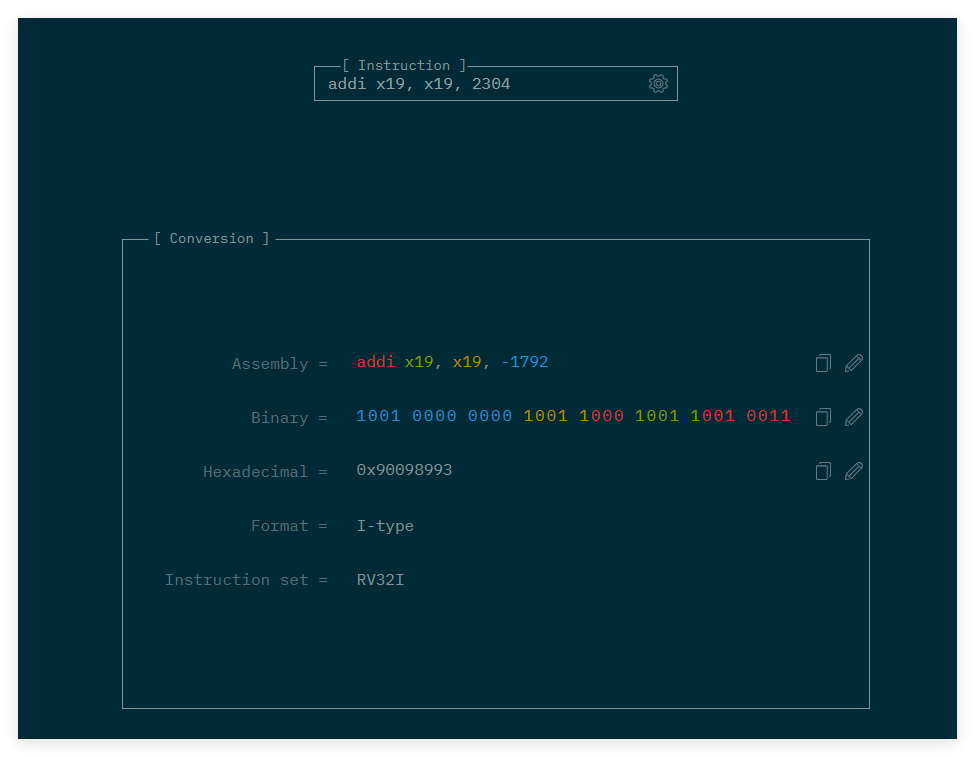 [ Instruction ]
addi x19, x19, 2304
[ Conversion ]
Assembly = addi x19, x19, -1792
Binary = 1001 0000 0000 1001 1000 1001 1001 0011
Hexadecimal = 0x90098993
Format = I-type
Instruction set = RV32I